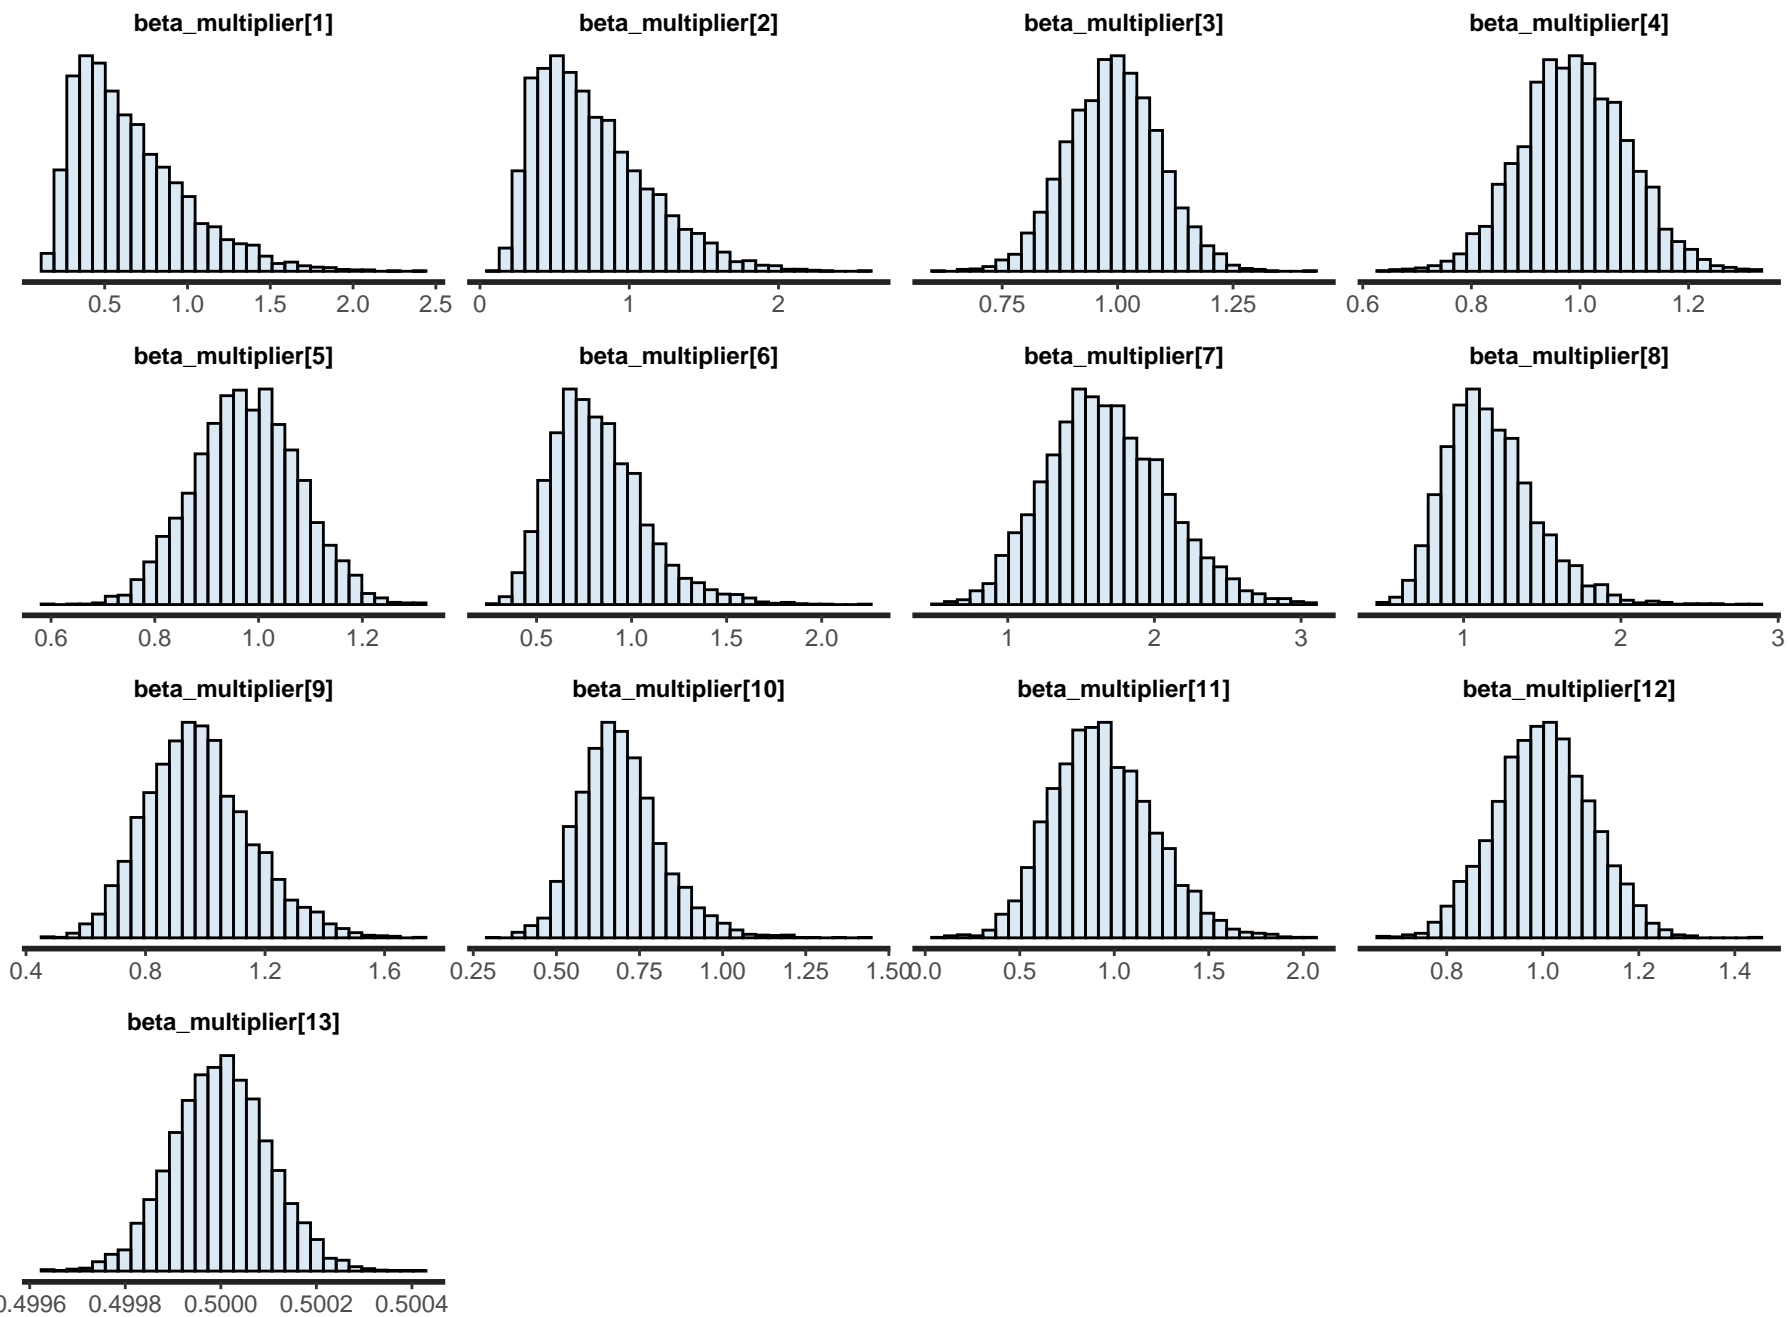 beta_multiplier[1] beta_multiplier[2] beta_multiplier[3] beta_multiplier[4]
0.5 1.0 1.5 2.0 2.5 0 1 2 0.75 1.00 1.25 0.6 0.8 1.0 1.2
beta_multiplier[5] beta_multiplier[6] beta_multiplier[7] beta_multiplier[8]
0.6 0.8 1.0 1.2 0.5 1.0 1.5 2.0 1 2 3 1 2 3
beta_multiplier[9] beta_multiplier[10] beta_multiplier[11] beta_multiplier[12]
0.4 0.8 1.2 1.6 0.25 0.50 0.75 1.00 1.25 1.50 0.0 0.5 1.0 1.5 2.0 0.8 1.0 1.2 1.4
beta_multiplier[13]
0.4996 0.4998 0.5000 0.5002 0.5004